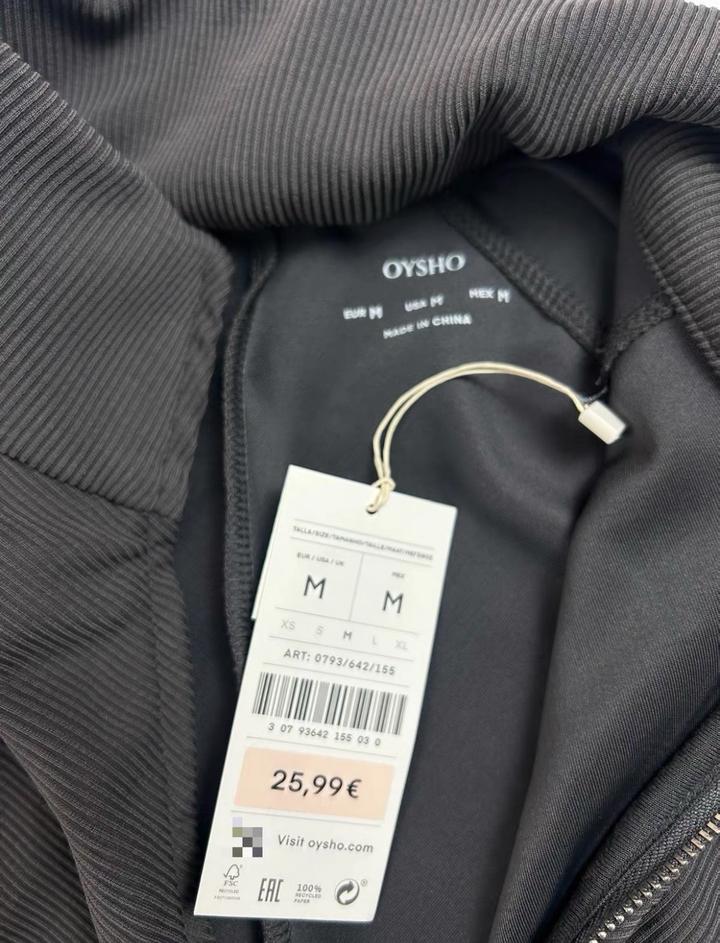 OYSHO
EUR M USA M MEX M
MADE IN CHINA
TALLA/SIZE/TAMANHO/TAILLE/MAAT/MEГЭӨӨ
EUR / USA / UK
MEX
M
M
XS S M L XL
ART: 0793/642/155
3 07 93642 155 03 0
25,99€
Visit oysho.com
FSC
RECYCLED
EAC
100%
RECYCLED
PAPER